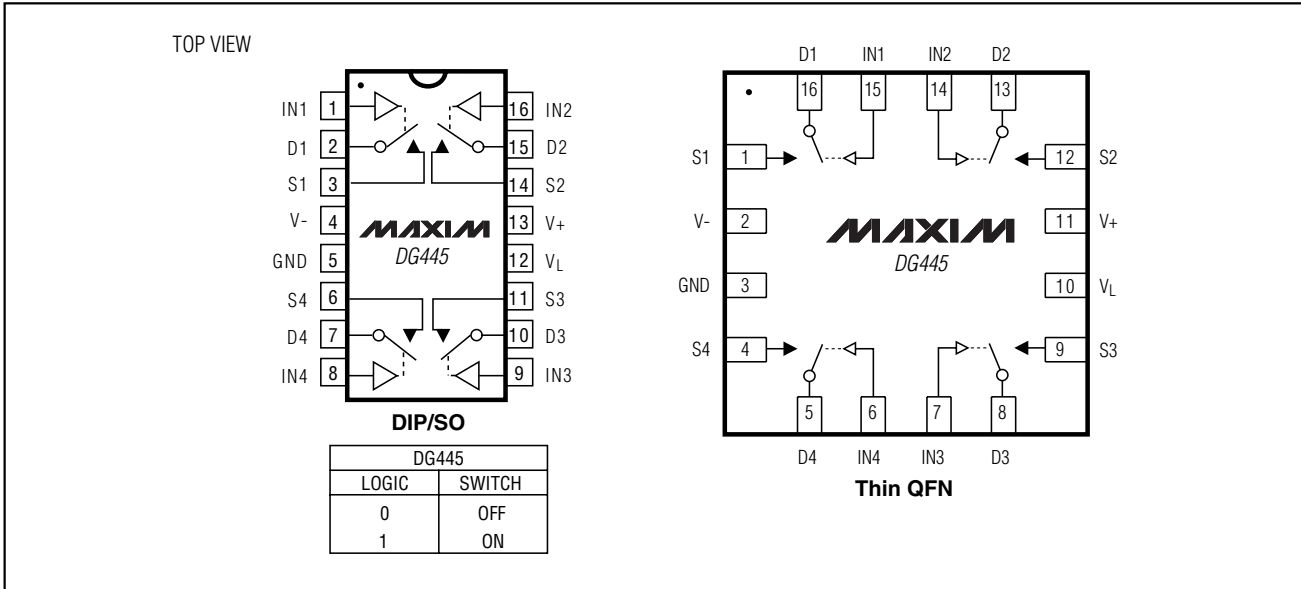 TOP VIEW
IN1 1 16 IN2
D1 2 15 D2
S1 3 14 S2
V- 4 13 V+
GND 5 12 VL
S4 6 11 S3
D4 7 10 D3
IN4 8 9 IN3
MAXIM
DG445
DIP/SO
DG445
LOGIC SWITCH
0 OFF
1 ON
D1 IN1 IN2 D2
16 15 14 13
S1 1 12 S2
V- 2 11 V+
GND 3 10 VL
S4 4 9 S3
MAXIM
DG445
5 6 7 8
D4 IN4 IN3 D3
Thin QFN